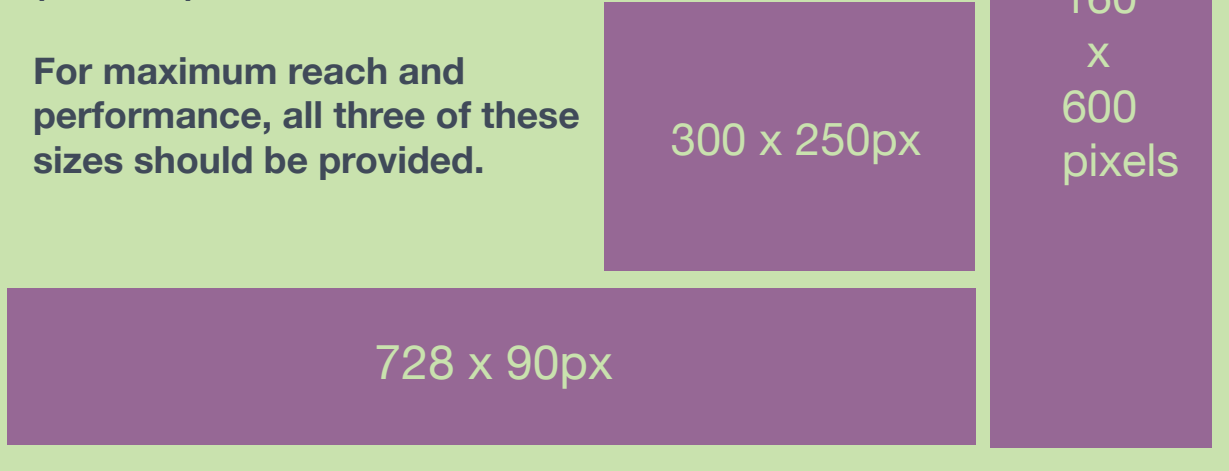 For maximum reach and
performance, all three of these
sizes should be provided.
300 x 250px
160
x
600
pixels
728 x 90px